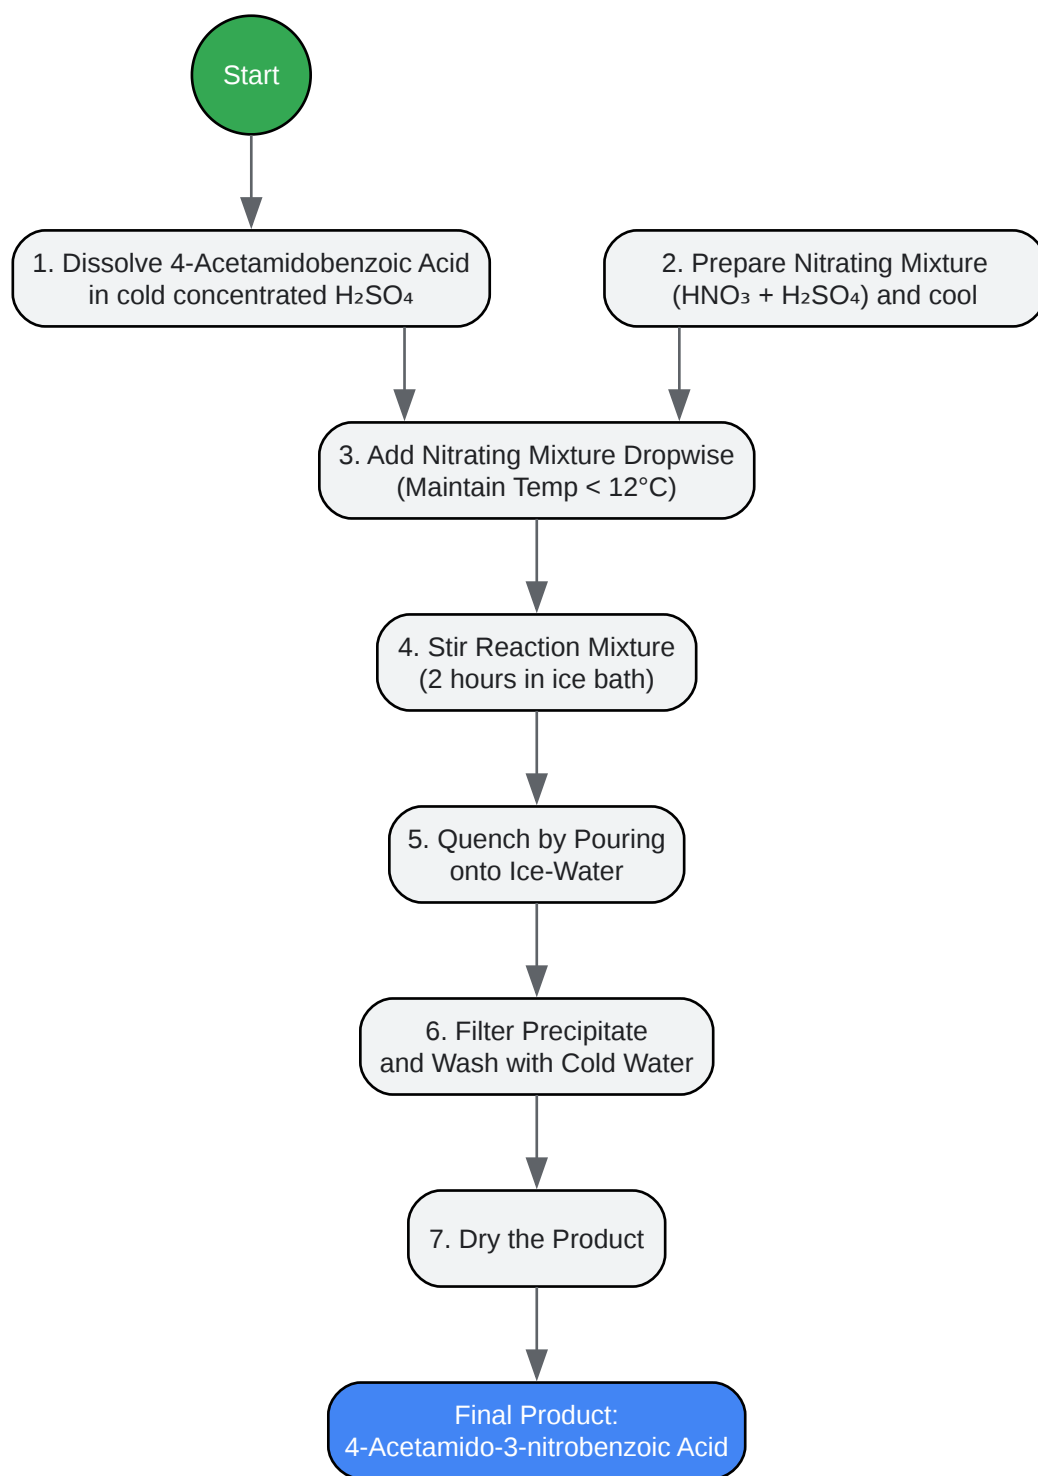 Start
1. Dissolve 4-Acetamidobenzoic Acid
in cold concentrated H₂SO₄
2. Prepare Nitrating Mixture
(HNO₃ + H₂SO₄) and cool
3. Add Nitrating Mixture Dropwise
(Maintain Temp < 12°C)
4. Stir Reaction Mixture
(2 hours in ice bath)
5. Quench by Pouring
onto Ice-Water
6. Filter Precipitate
and Wash with Cold Water
7. Dry the Product
Final Product:
4-Acetamido-3-nitrobenzoic Acid